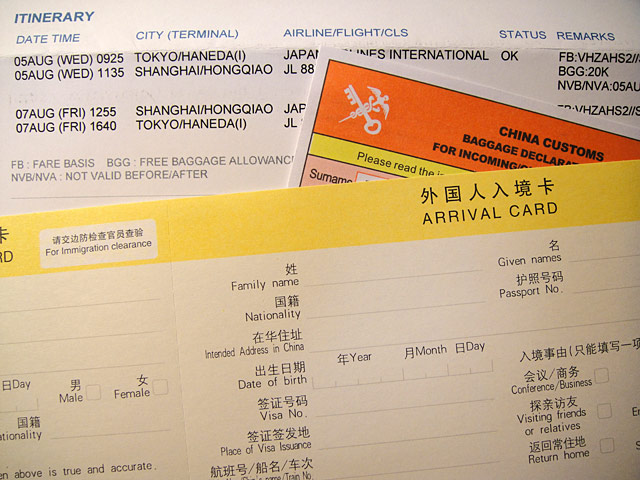 ITINERARY
DATE TIME CITY (TERMINAL) AIRLINE/FLIGHT/CLS STATUS REMARKS
05AUG (WED) 0925 TOKYO/HANEDA(I) JAPA LINES INTERNATIONAL OK FB:VHZAHS2//S
05AUG (WED) 1135 SHANGHAI/HONGQIAO JL 88 BGG:20K
NVB/NVA:05AU
07AUG (FRI) 1255 SHANGHAI/HONGQIAO JAPA FB:VHZAHS2//
07AUG (FRI) 1640 TOKYO/HANEDA(I) JL
FB : FARE BASIS BGG : FREE BAGGAGE ALLOWANC
NVB/NVA : NOT VALID BEFORE/AFTER
CHINA CUSTOMS
BAGGAGE DECLARA
FOR INCOMING/
Please read the
Surname
外国人入境卡
ARRIVAL CARD
卡
RD
请交边防检查官员查验
For Immigration clearance
姓
Family name
名
Given names
国籍
Nationality
护照号码
Passport No.
在华住址
Intended Address in China
出生日期
Date of birth
年Year 月Month 日Day
入境事由(只能填写一项
签证号码
Visa No.
会议/商务
Conference/Business
签证签发地
Place of Visa Issuance
探亲访友
Visiting friends
or relatives
航班号/船名/车次
name/Train No.
返回常住地
Return home
日Day 男 女
Male Female
国籍
ationality
en above is true and accurate.